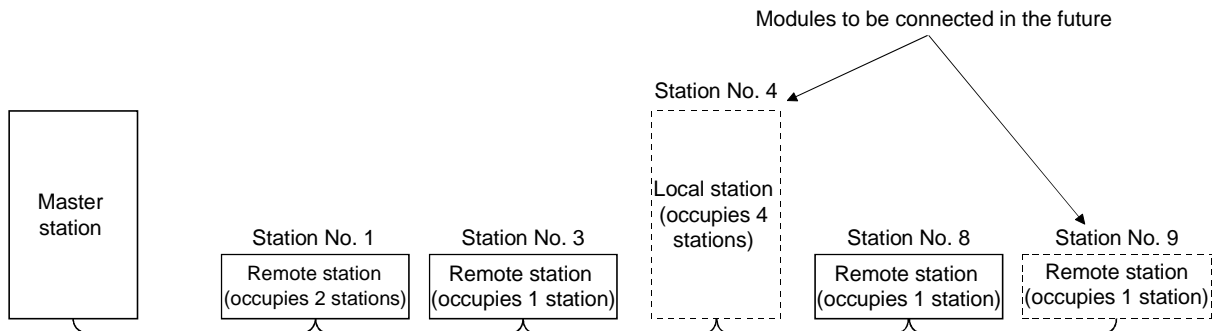 Modules to be connected in the future
Station No. 4
Master
station
Local station
(occupies 4
stations)
Station No. 1
Remote station
(occupies 2 stations)
Station No. 3
Remote station
(occupies 1 station)
Station No. 8
Remote station
(occupies 1 station)
Station No. 9
Remote station
(occupies 1 station)